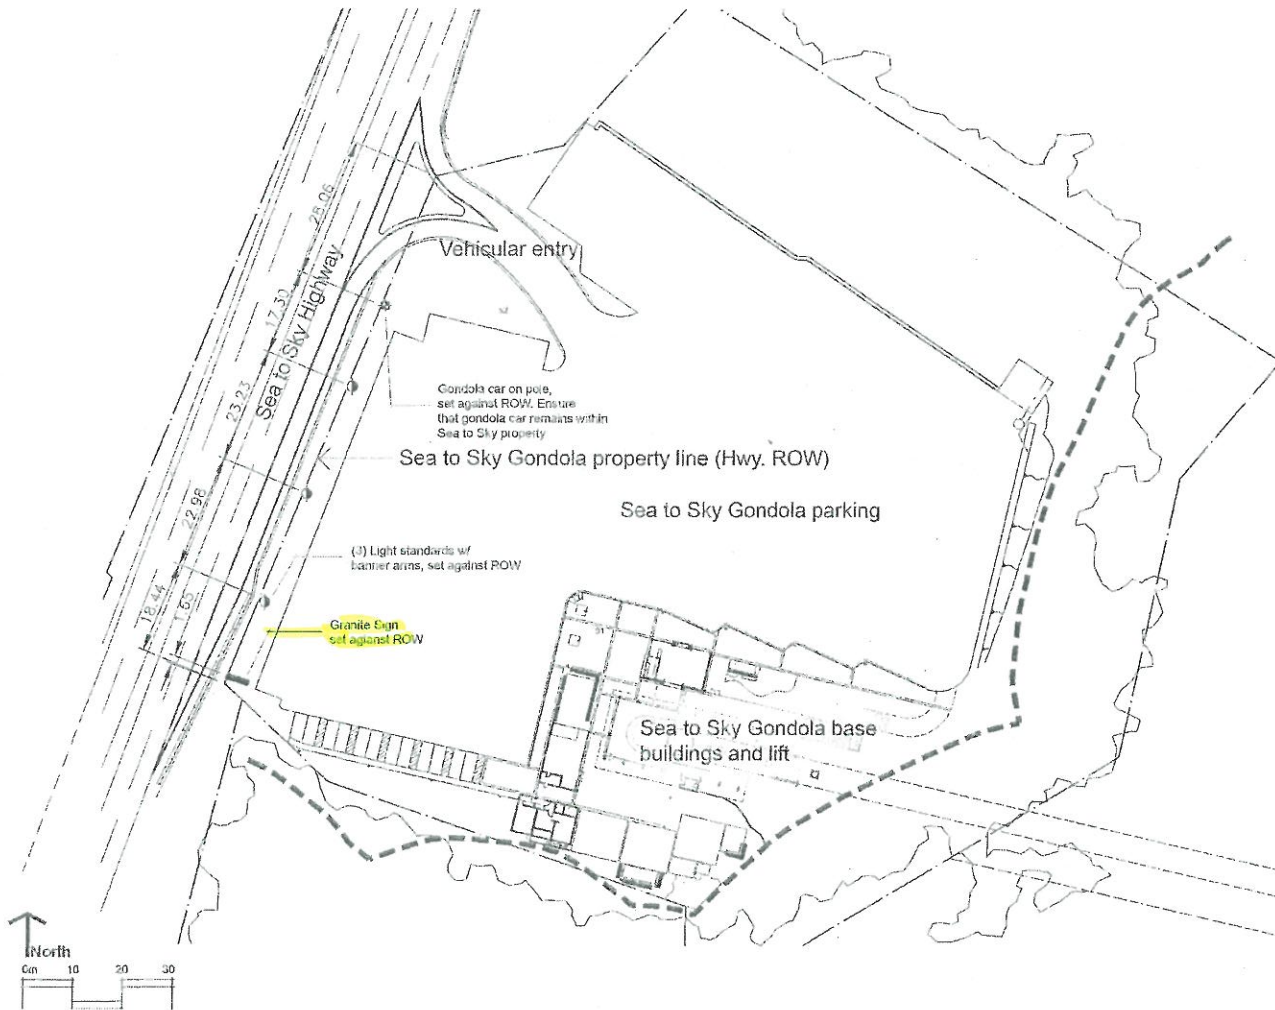 28.06
Sea to Sky Highway
17.30
23.23
22.98
18.44
1.65
Vehicular entry
Gondola car on pole,
set against ROW. Ensure
that gondola car remains within
Sea to Sky property
Sea to Sky Gondola property line (Hwy. ROW)
Sea to Sky Gondola parking
(3) Light standards w/
banner arms, set against ROW
Granite Sign
set agianst ROW
Sea to Sky Gondola base
buildings and lift
North
0m 10 20 30